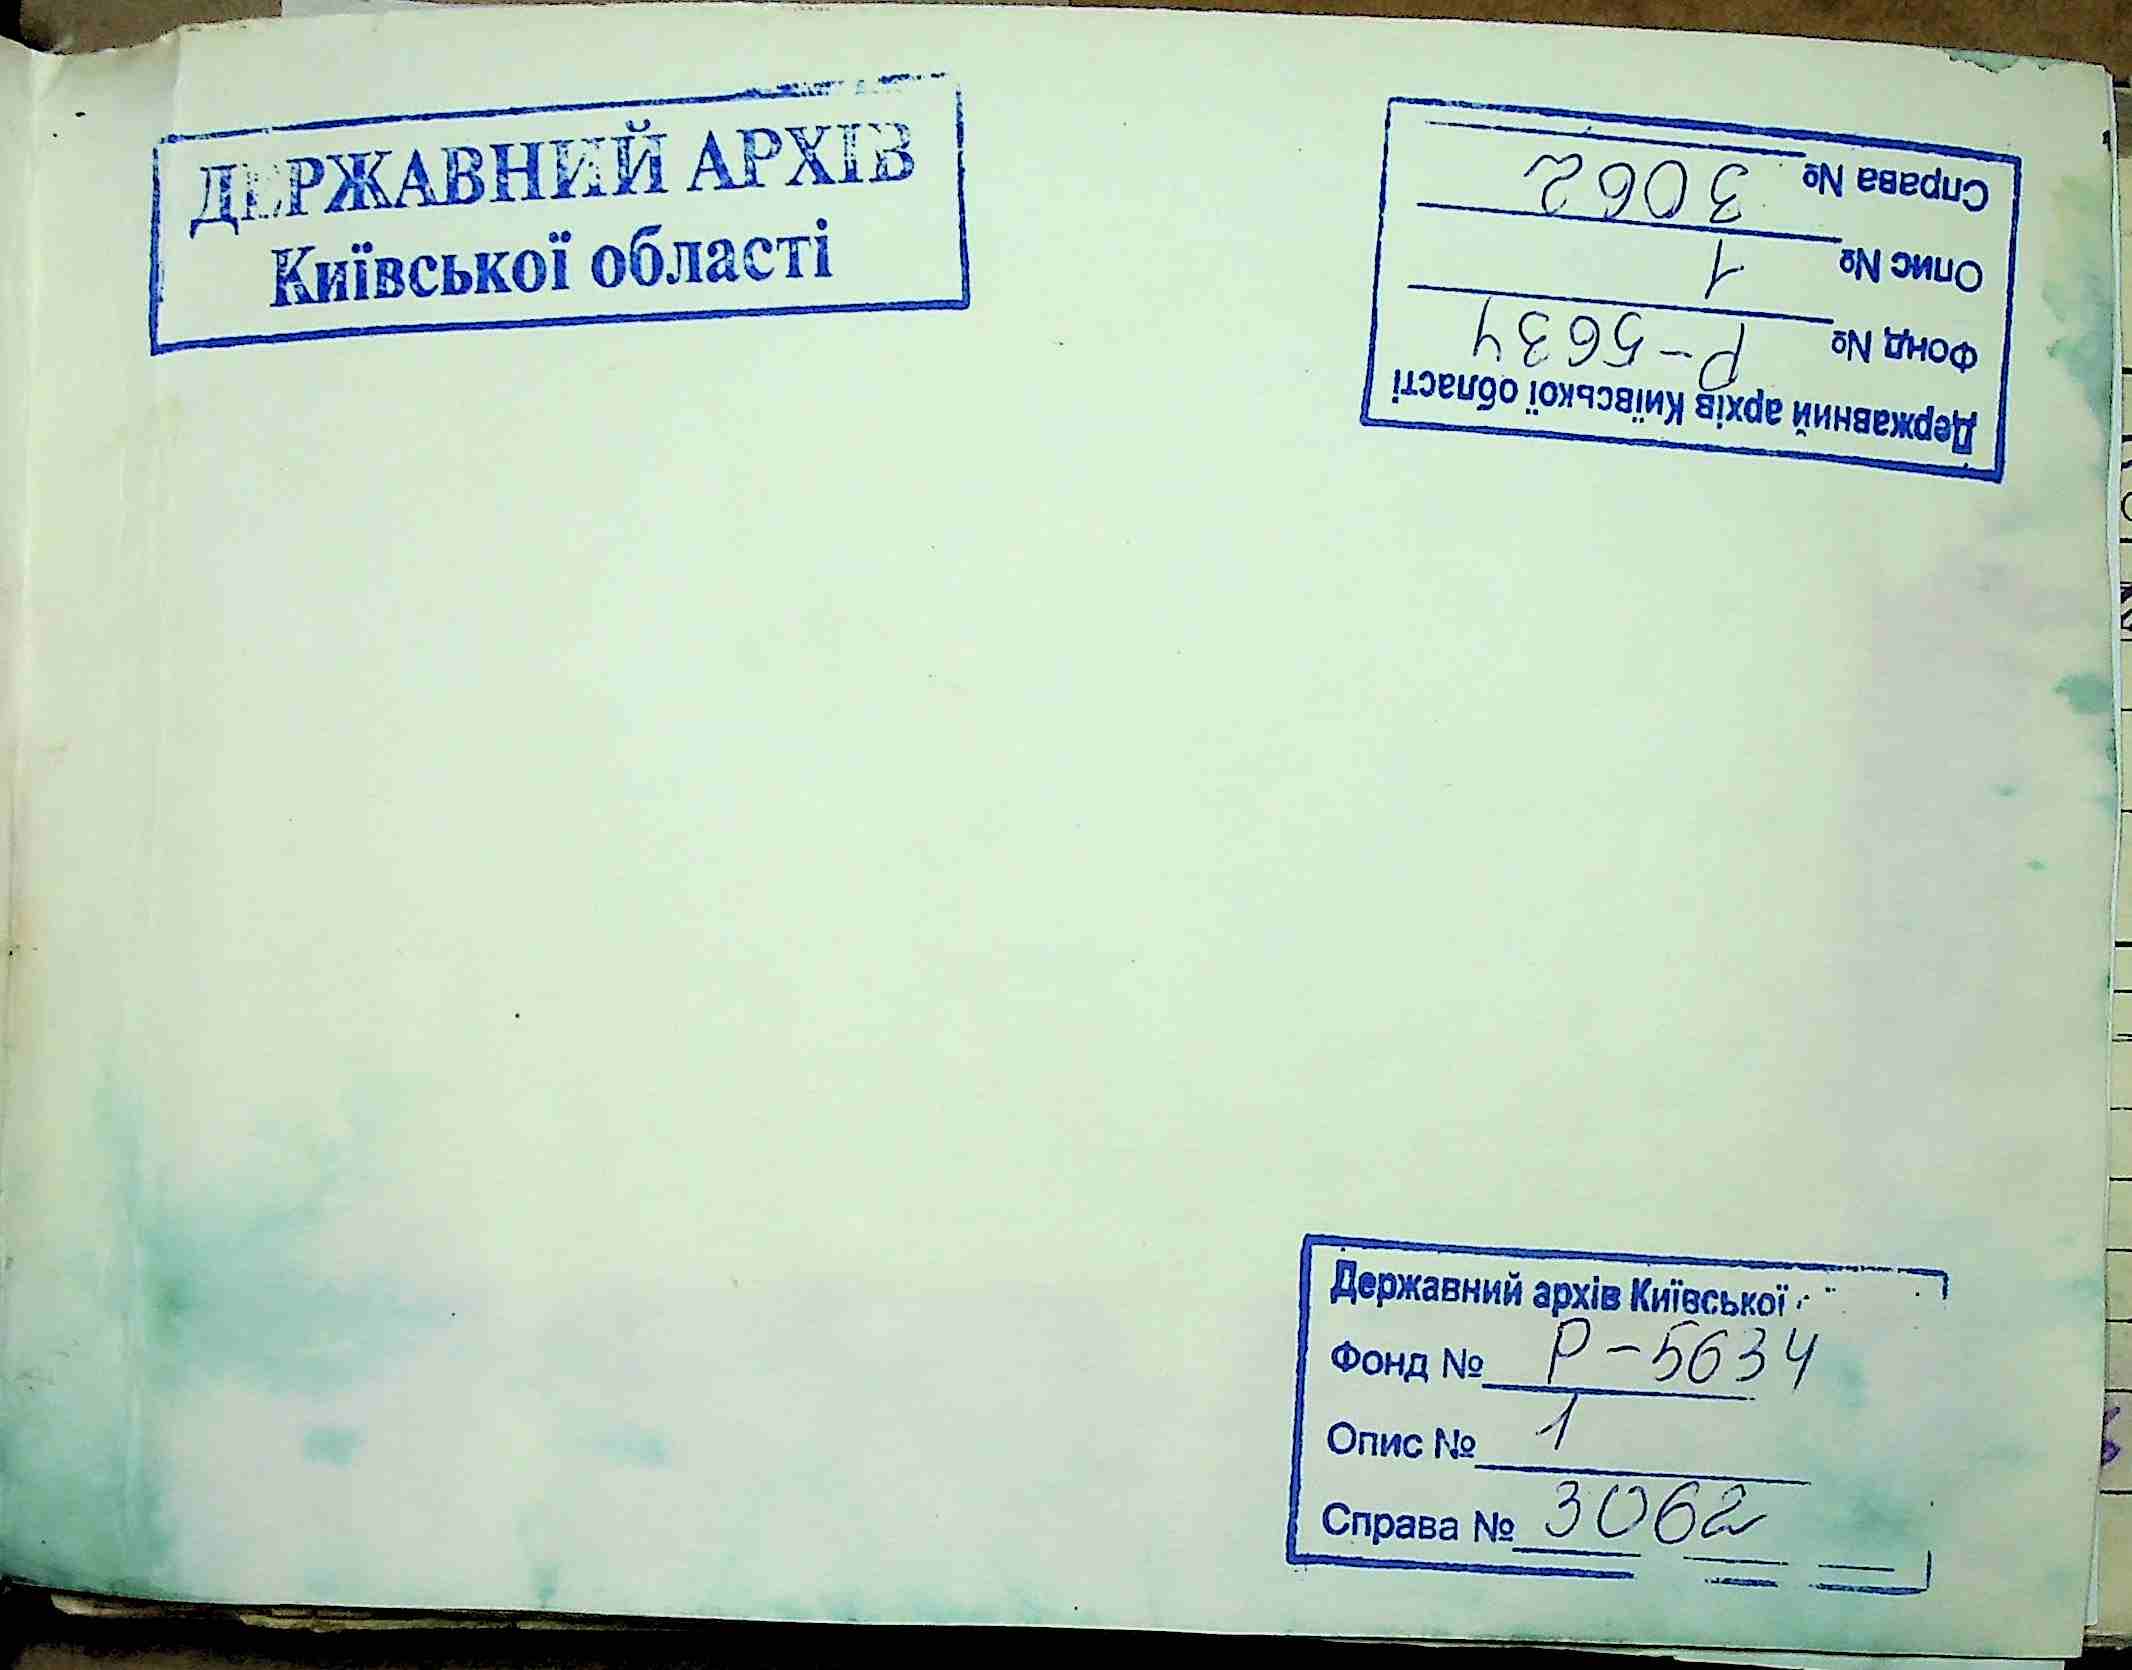 ДЕРЖАВНИЙ АРХІВ
Київської області
Державний архів Київської області
Фонд № Р-5634
Опис № 1
Справа № 3062
Державний архів Київської
Фонд № Р-5634
Опис № 1
Справа № 3062